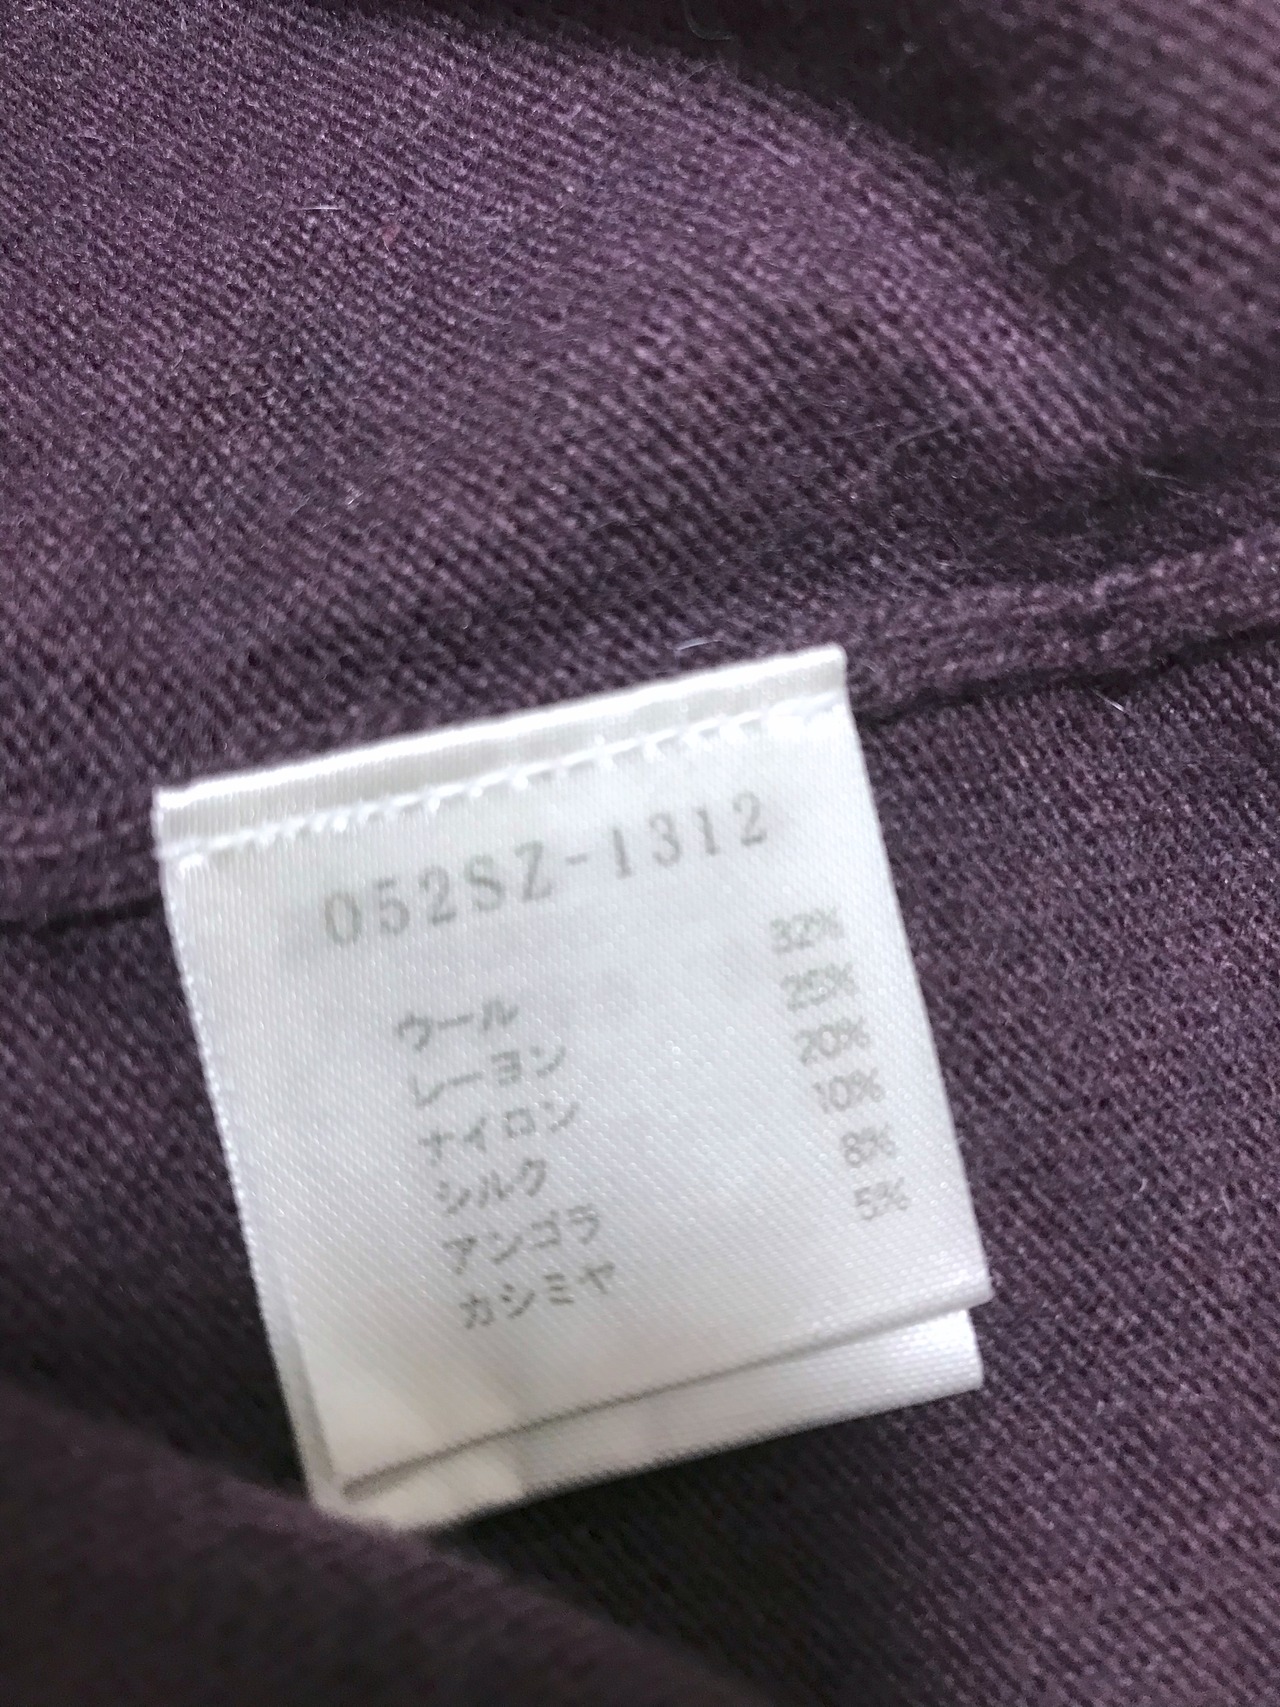 052SZ-1312
ウール 32%
レーヨン 25%
ナイロン 20%
シルク 10%
アンゴラ 8%
カシミヤ 5%